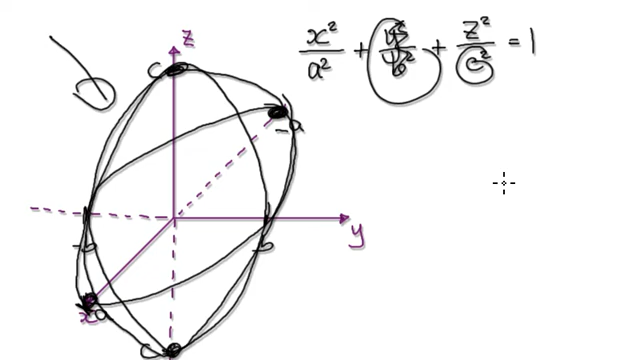 x²/a² + y²/b² + z²/c² = 1
z
c
-a
y
-b
b
a
x
c